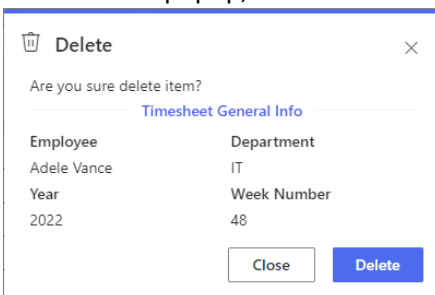 Delete
Are you sure delete item?
Timesheet General Info
Employee Department
Adele Vance IT
Year Week Number
2022 48
Close Delete